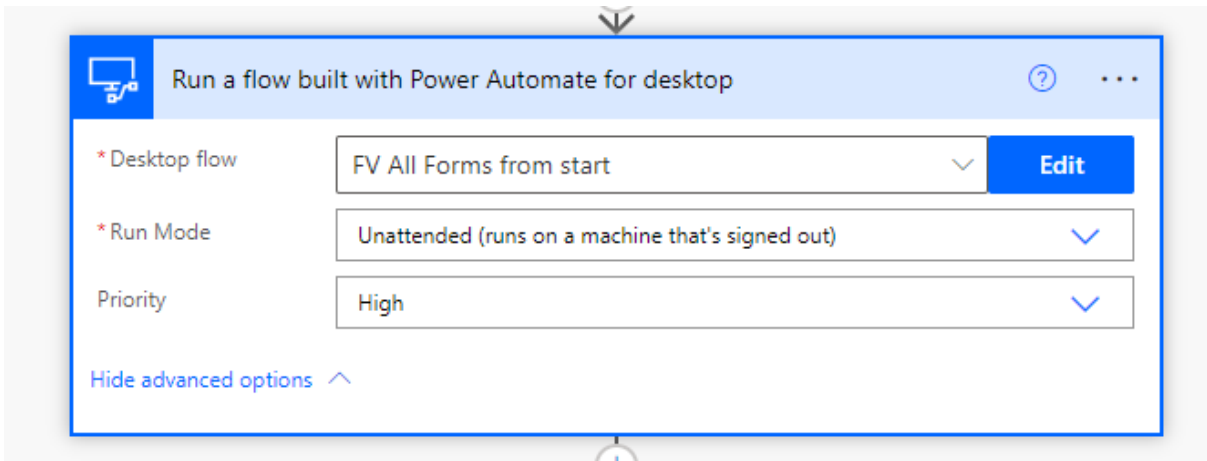 Run a flow built with Power Automate for desktop
* Desktop flow
FV All Forms from start
Edit
* Run Mode
Unattended (runs on a machine that's signed out)
Priority
High
Hide advanced options